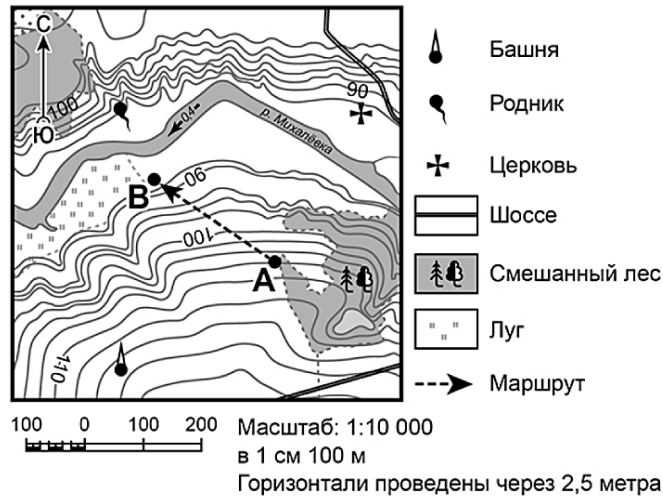 С
100
Ю
90
0,4
р. Михалёвка
В
90
100
А
110
Башня
Родник
Церковь
Шоссе
Смешанный лес
Луг
Маршрут
100 0 100 200
Масштаб: 1:10 000
в 1 см 100 м
Горизонтали проведены через 2,5 метра